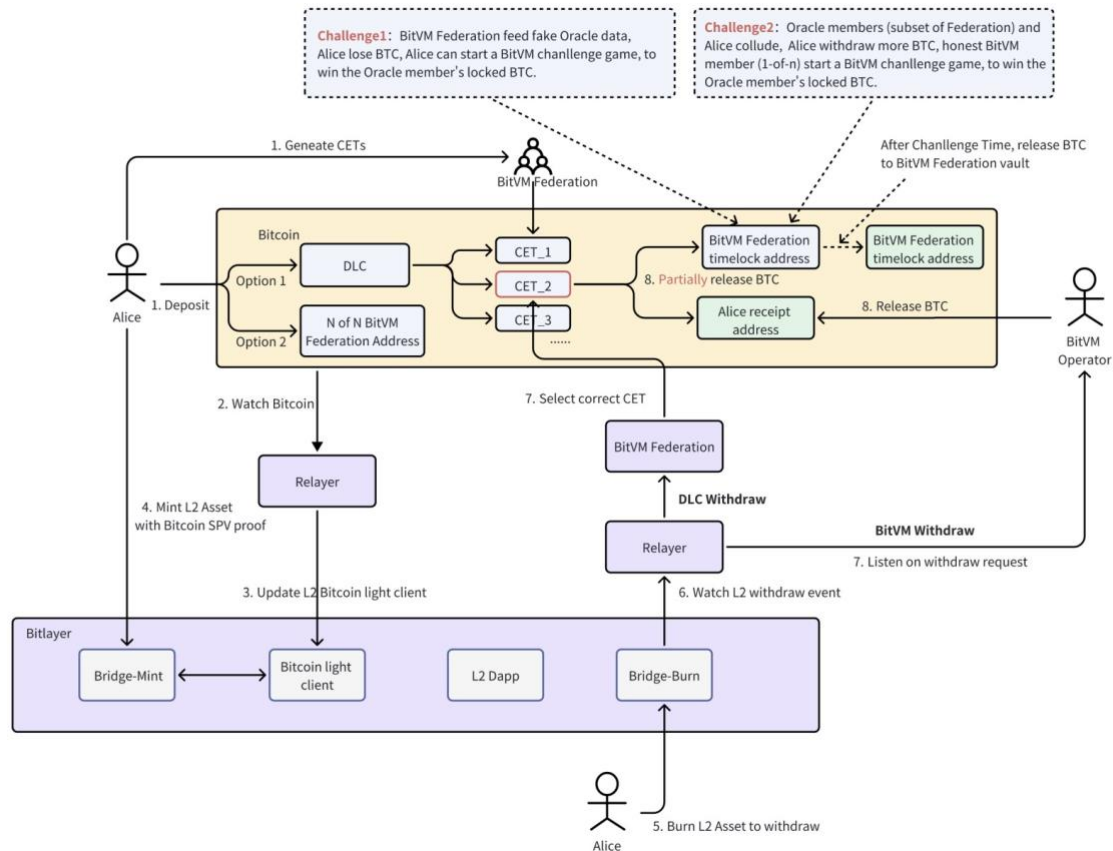 Challenge1: BitVM Federation feed fake Oracle data,
Alice lose BTC, Alice can start a BitVM chanllenge game, to
win the Oracle member's locked BTC.
Challenge2: Oracle members (subset of Federation) and
Alice collude, Alice withdraw more BTC, honest BitVM
member (1-of-n) start a BitVM chanllenge game, to win the
Oracle member's locked BTC.
1. Geneate CETs
BitVM Federation
After Chanllenge Time, release BTC
to BitVM Federation vault
Bitcoin
Option 1
DLC
CET_1
CET_2
CET_3
......
BitVM Federation
timelock address
BitVM Federation
timelock address
8. Partially release BTC
Alice receipt
address
8. Release BTC
BitVM
Operator
Alice
1. Deposit
Option 2
N of N BitVM
Federation Address
2. Watch Bitcoin
7. Select correct CET
BitVM Federation
Relayer
DLC Withdraw
4. Mint L2 Asset
with Bitcoin SPV proof
Relayer
BitVM Withdraw
7. Listen on withdraw request
3. Update L2 Bitcoin light client
6. Watch L2 withdraw event
Bitlayer
Bridge-Mint
Bitcoin light
client
L2 Dapp
Bridge-Burn
5. Burn L2 Asset to withdraw
Alice